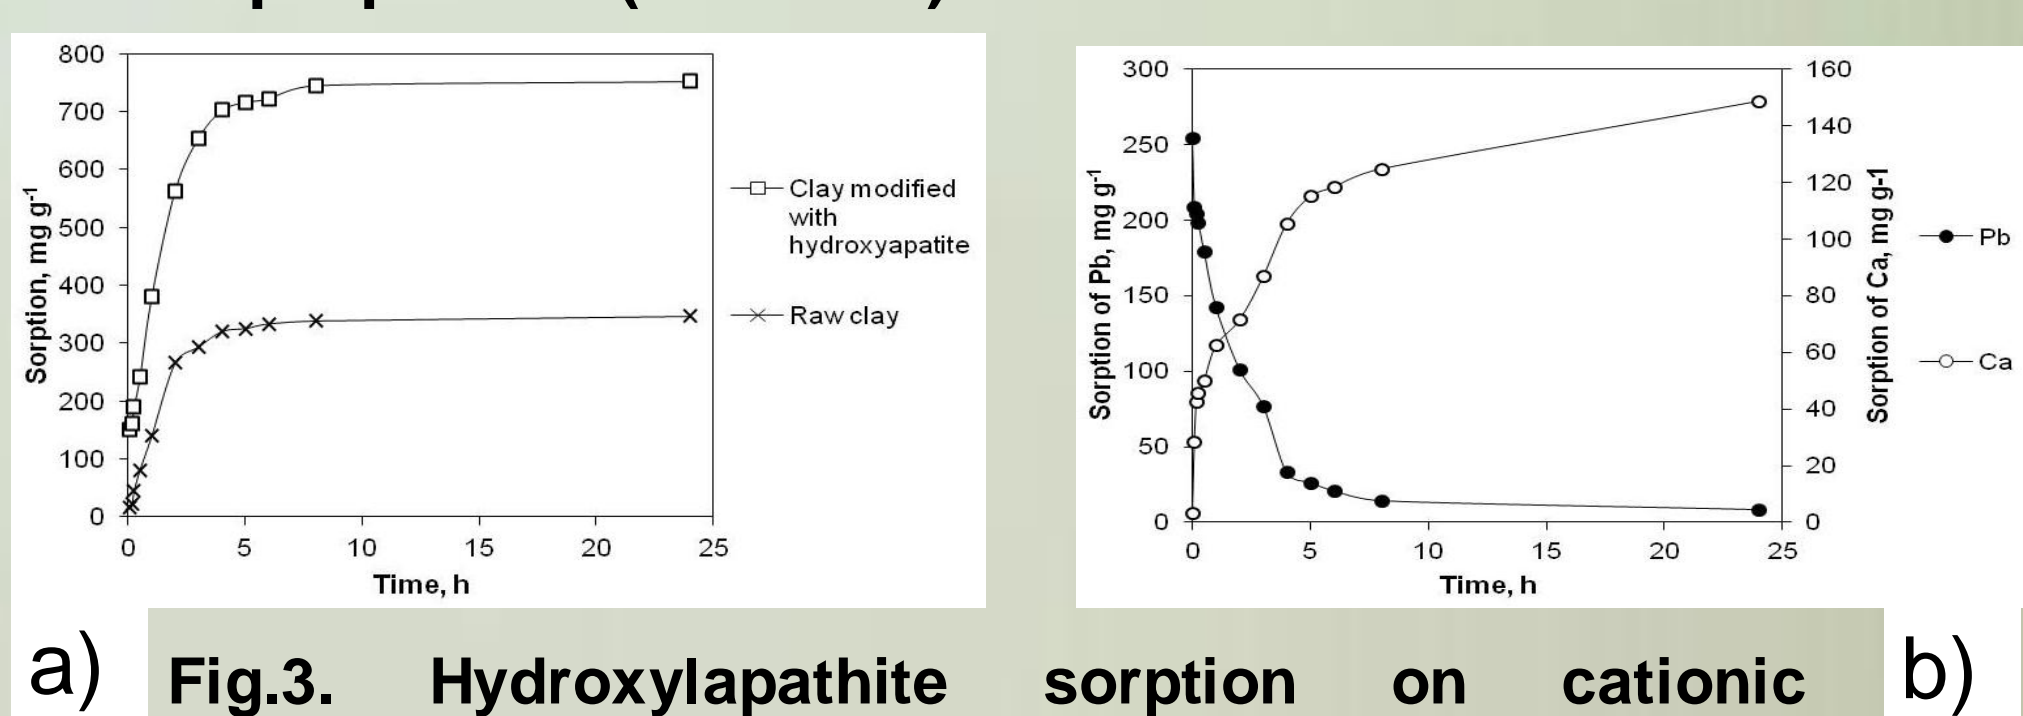 800
700
600
500
400
300
200
100
0
Sorption, mg g-1
0 5 10 15 20 25
Time, h
Clay modified
with
hydroxyapatite
Raw clay
300
250
200
150
100
50
0
Sorption of Pb, mg g-1
160
140
120
100
80
60
40
20
0
Sorption of Ca, mg g-1
0 5 10 15 20 25
Time, h
Pb
Ca
a)
Fig.3. Hydroxylapathite sorption on cationic
b)